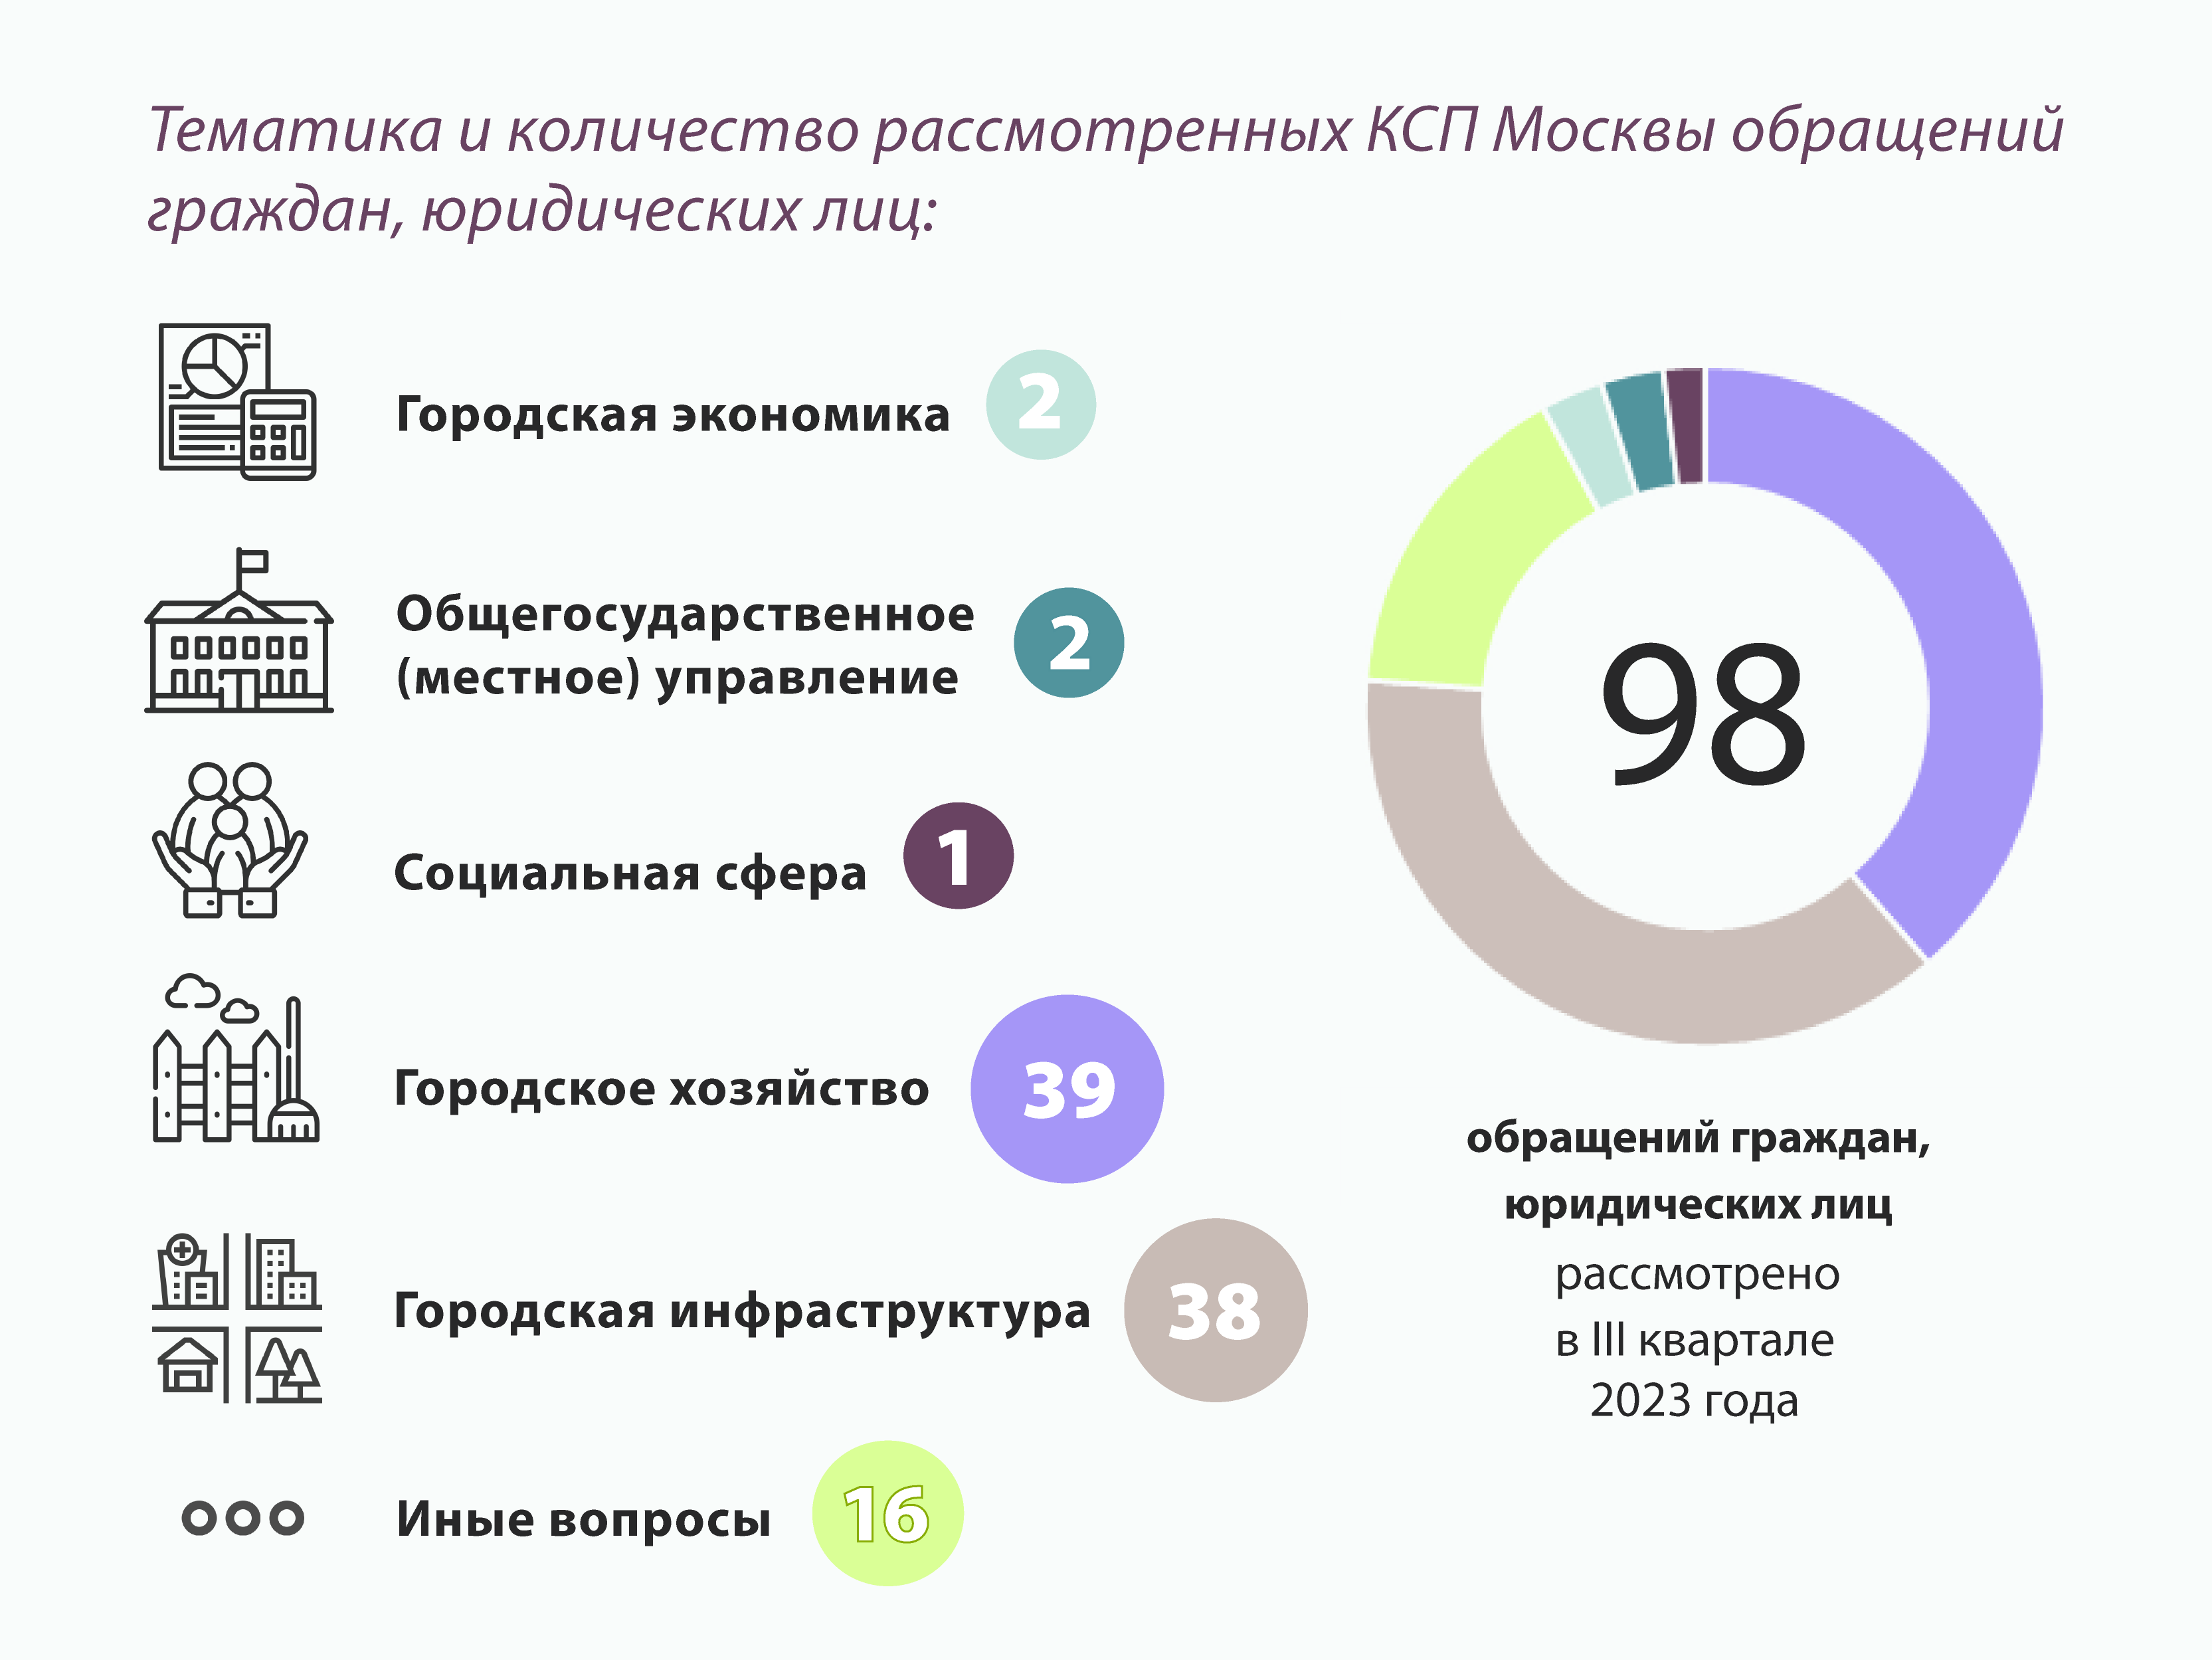 Тематика и количество рассмотренных КСП Москвы обращений
граждан, юридических лиц:
Городская экономика
2
Общегосударственное
(местное) управление
2
Социальная сфера
1
Городское хозяйство
39
Городская инфраструктура
38
Иные вопросы
16
98
обращений граждан,
юридических лиц
рассмотрено
в III квартале
2023 года